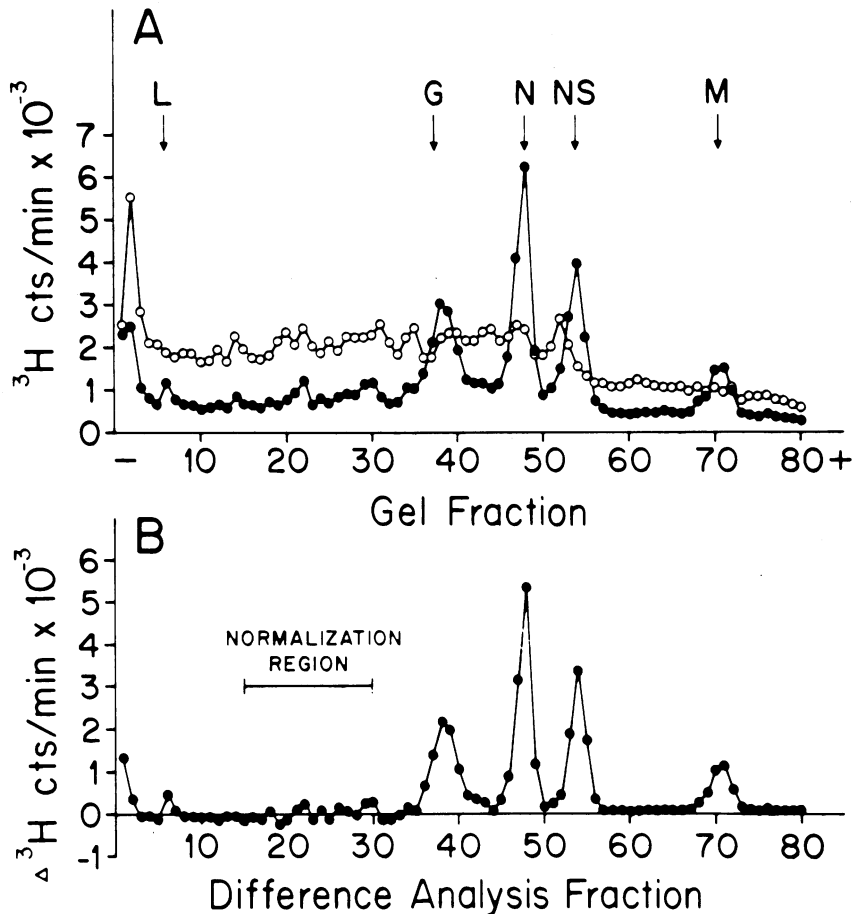 A
L G N NS M
³H cts/min x 10⁻³
7
6
5
4
3
2
1
0
− 10 20 30 40 50 60 70 80 +
Gel Fraction
B
Δ ³H cts/min x 10⁻³
6
5
4
3
2
1
0
-1
NORMALIZATION
REGION
10 20 30 40 50 60 70 80
Difference Analysis Fraction